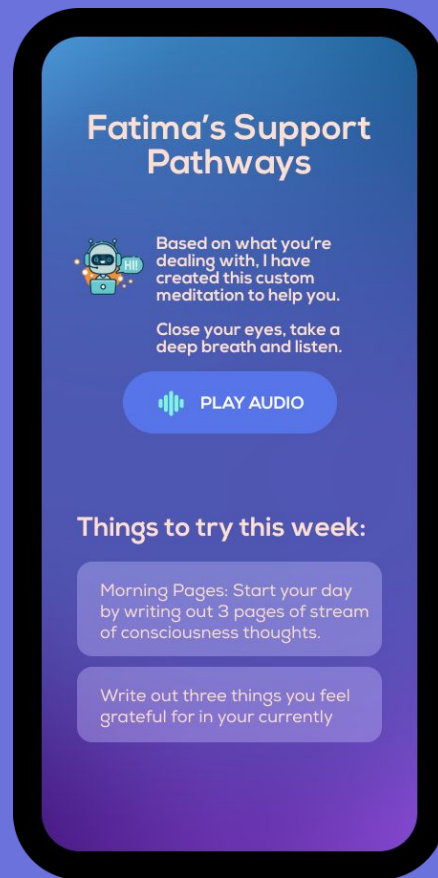 Fatima's Support
Pathways
HI!
Based on what you're
dealing with, I have
created this custom
meditation to help you.
Close your eyes, take a
deep breath and listen.
PLAY AUDIO
Things to try this week:
Morning Pages: Start your day
by writing out 3 pages of stream
of consciousness thoughts.
Write out three things you feel
grateful for in your currently